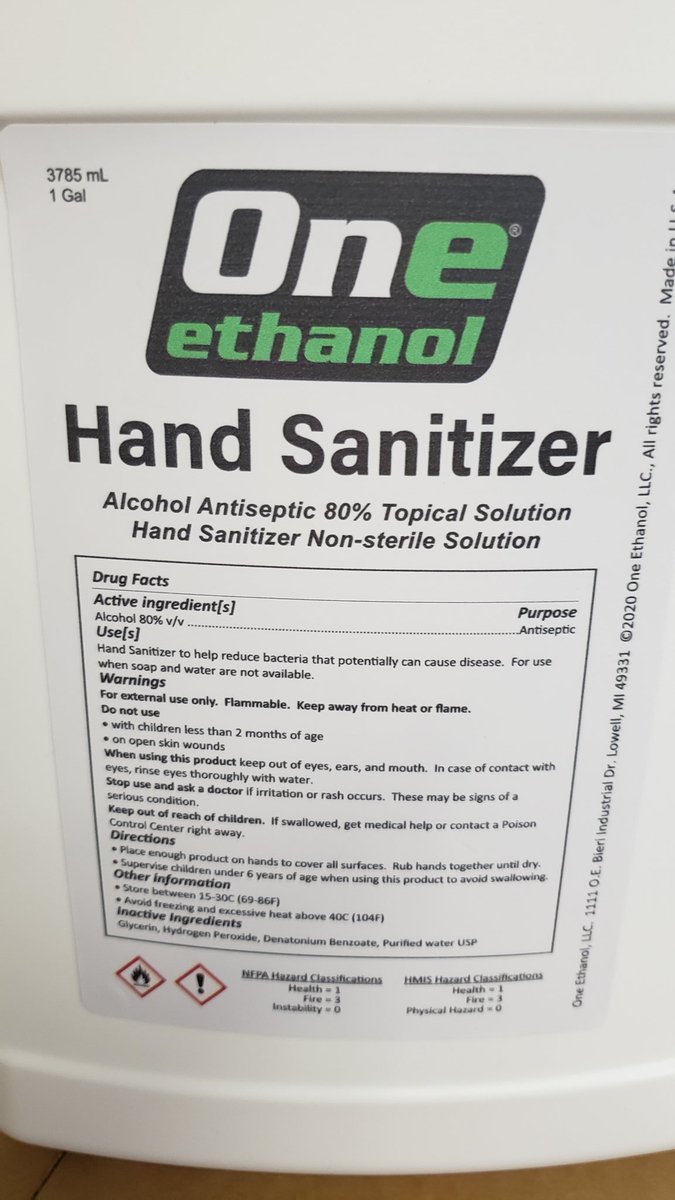 3785 mL
1 Gal
One®
ethanol
Hand Sanitizer
Alcohol Antiseptic 80% Topical Solution
Hand Sanitizer Non-sterile Solution
Drug Facts
Active ingredient[s] Purpose
Alcohol 80% v/v ........................................................Antiseptic
Use[s]
Hand Sanitizer to help reduce bacteria that potentially can cause disease. For use
when soap and water are not available.
Warnings
For external use only. Flammable. Keep away from heat or flame.
Do not use
• with children less than 2 months of age
• on open skin wounds
When using this product keep out of eyes, ears, and mouth. In case of contact with
eyes, rinse eyes thoroughly with water.
Stop use and ask a doctor if irritation or rash occurs. These may be signs of a
serious condition.
Keep out of reach of children. If swallowed, get medical help or contact a Poison
Control Center right away.
Directions
• Place enough product on hands to cover all surfaces. Rub hands together until dry.
• Supervise children under 6 years of age when using this product to avoid swallowing.
Other information
• Store between 15-30C (69-86F)
• Avoid freezing and excessive heat above 40C (104F)
Inactive Ingredients
Glycerin, Hydrogen Peroxide, Denatonium Benzoate, Purified water USP
NFPA Hazard Classifications
Health = 1
Fire = 3
Instability = 0
HMIS Hazard Classifications
Health = 1
Fire = 3
Physical Hazard = 0
One Ethanol, LLC. 1111 O.E. Bieri Industrial Dr. Lowell, MI 49331 ©2020 One Ethanol, LLC., All rights reserved. Made in